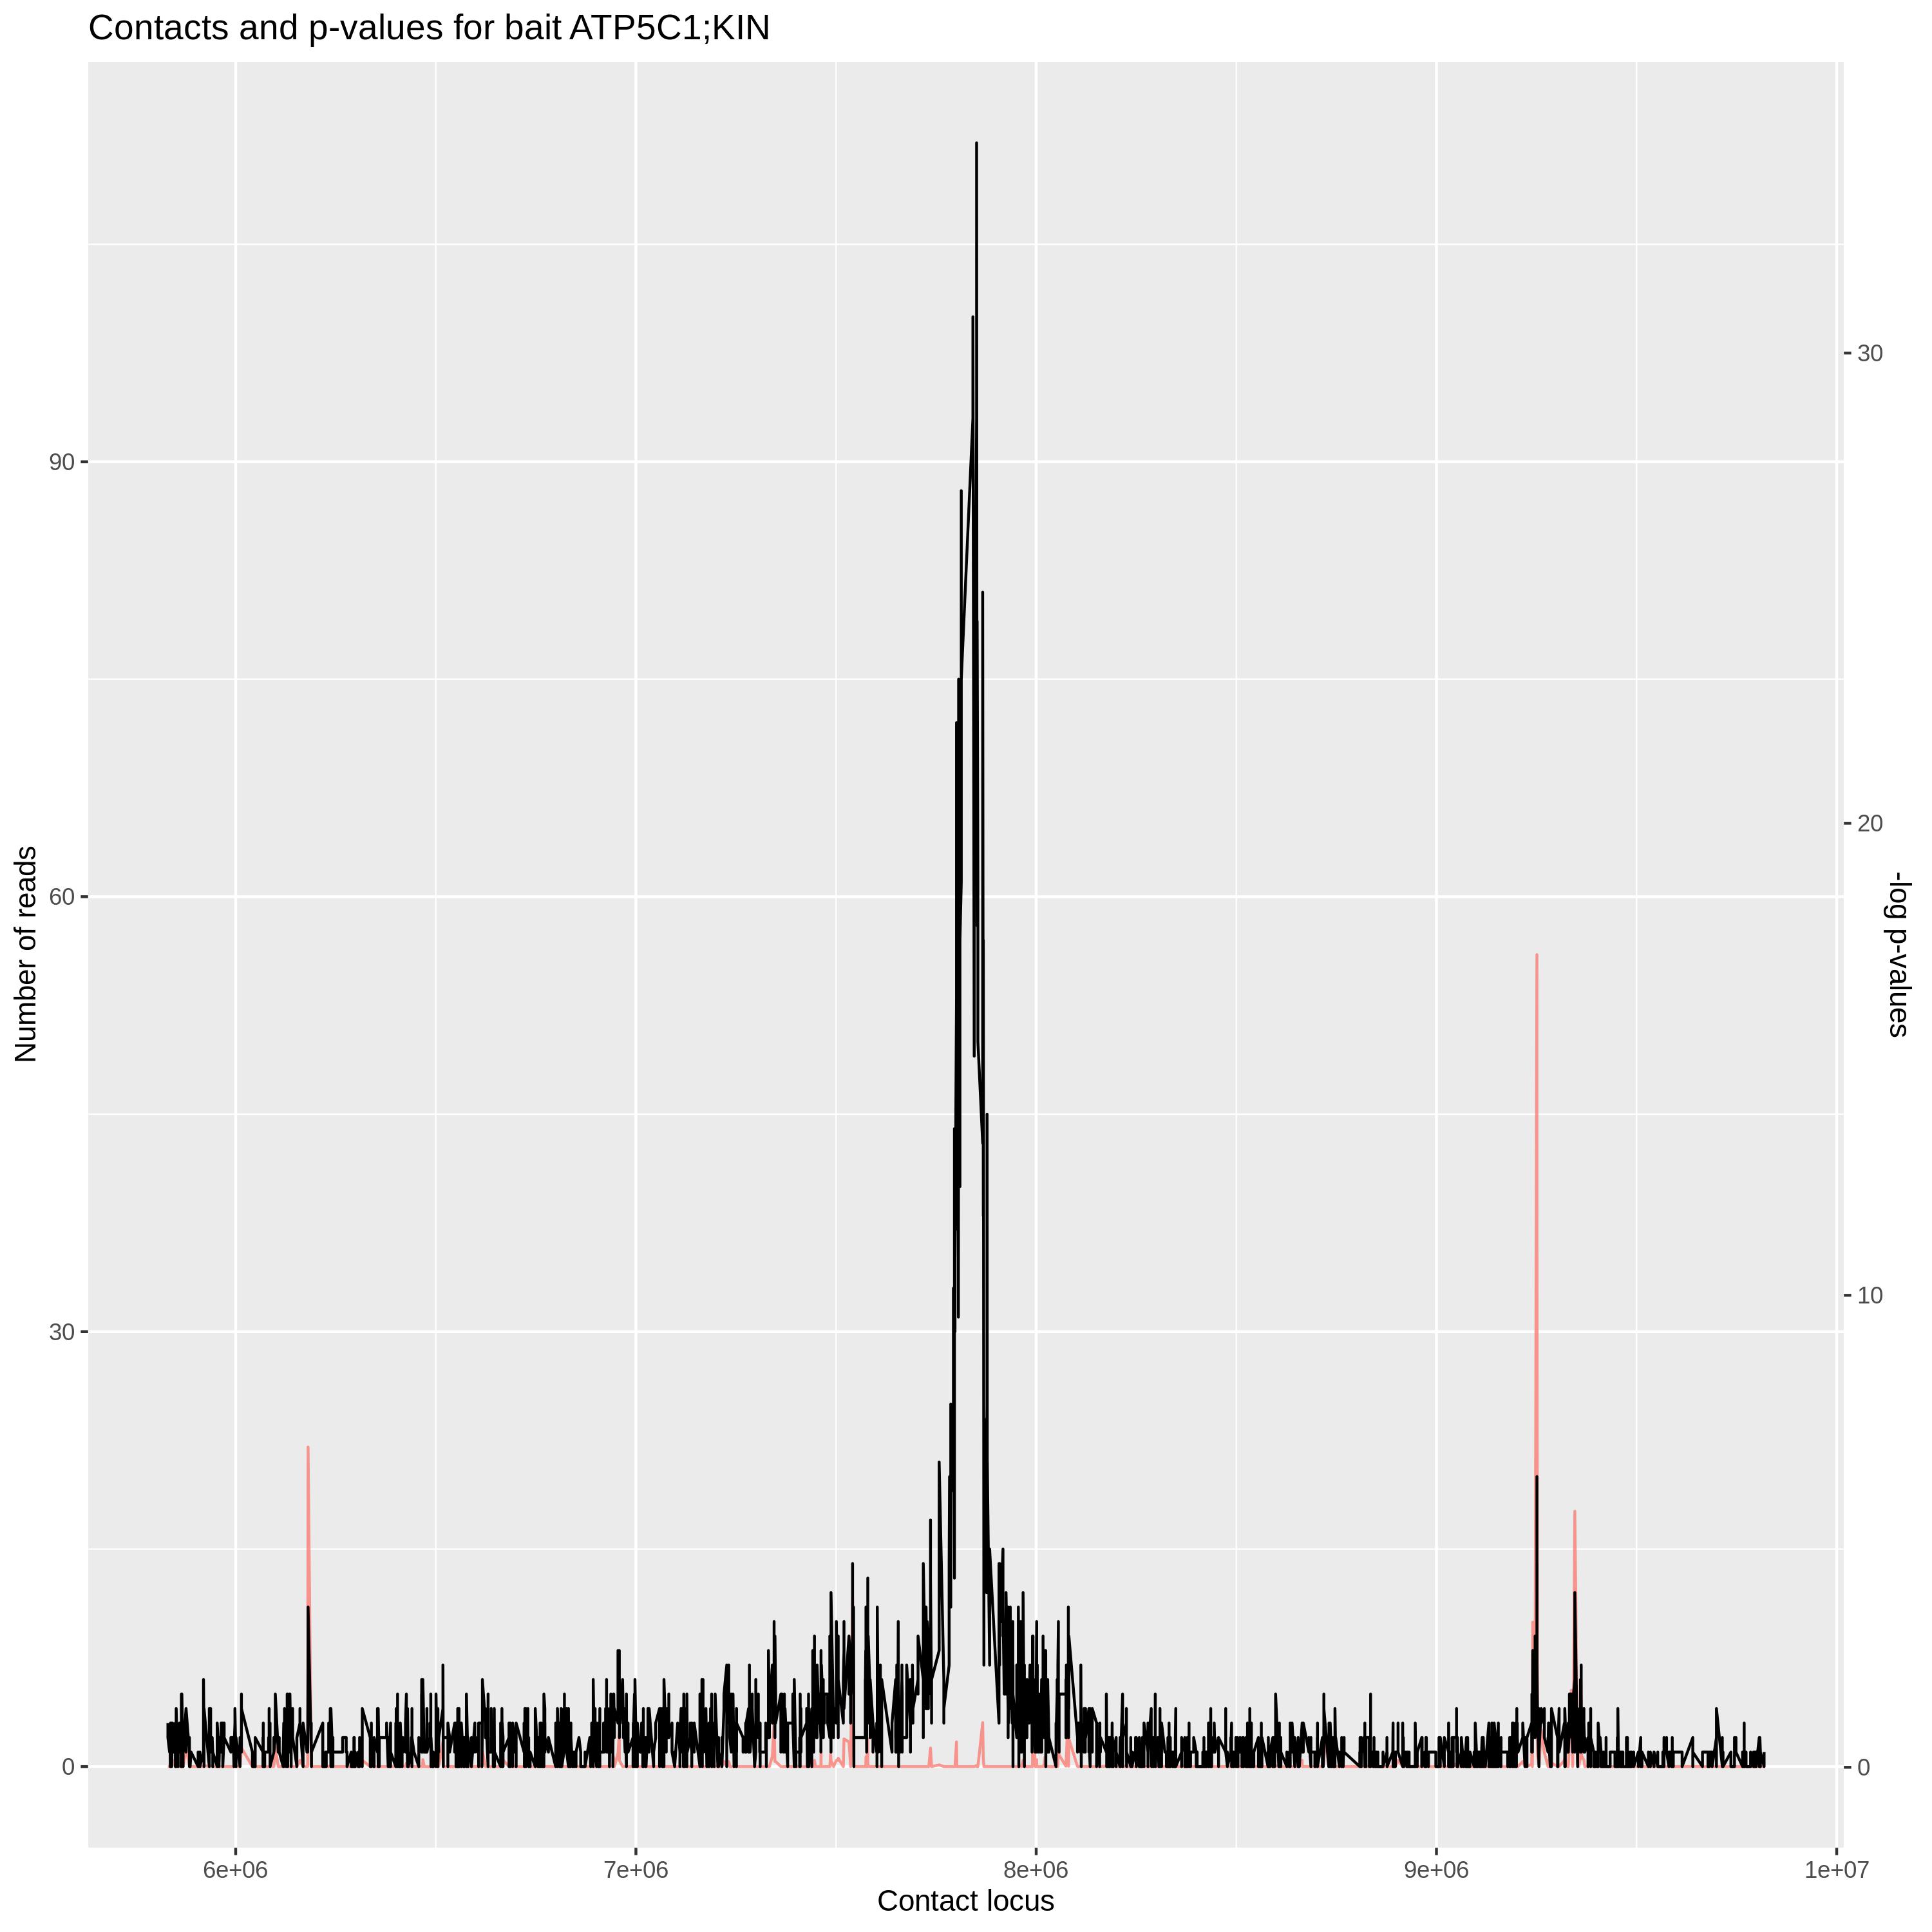 Contacts and p-values for bait ATP5C1;KIN
90
60
30
0
Number of reads
30
20
10
0
-log p-values
6e+06
7e+06
8e+06
9e+06
1e+07
Contact locus